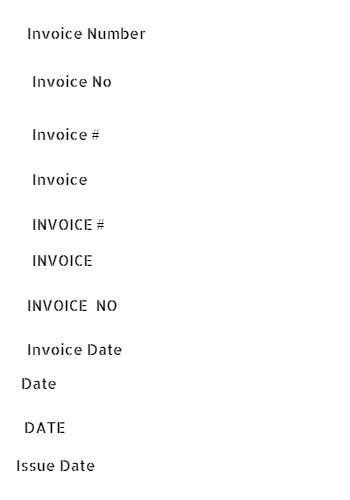 Invoice Number
Invoice No
Invoice #
Invoice
INVOICE #
INVOICE
INVOICE NO
Invoice Date
Date
DATE
Issue Date